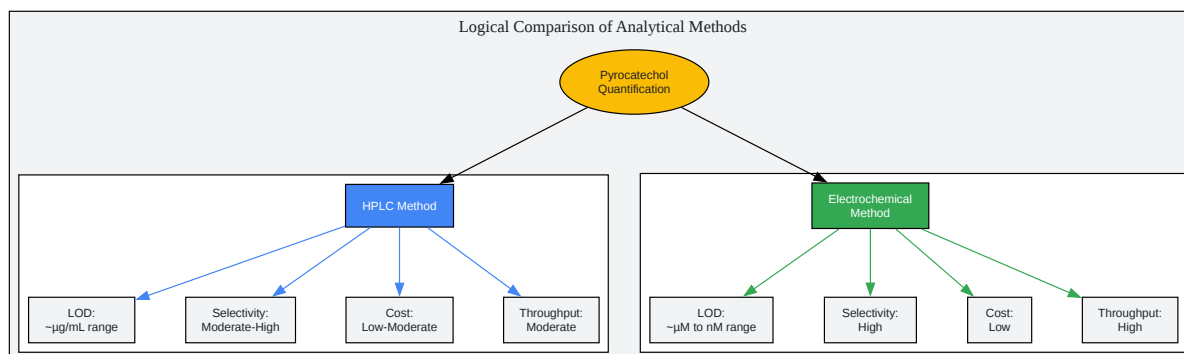 Logical Comparison of Analytical Methods
Pyrocatechol
Quantification
HPLC Method
LOD:
~µg/mL range
Selectivity:
Moderate-High
Cost:
Low-Moderate
Throughput:
Moderate
Electrochemical
Method
LOD:
~µM to nM range
Selectivity:
High
Cost:
Low
Throughput:
High